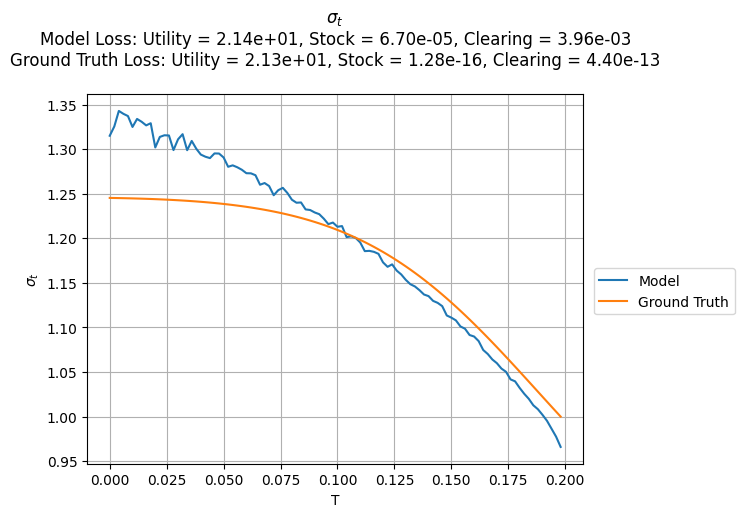 σt
Model Loss: Utility = 2.14e+01, Stock = 6.70e-05, Clearing = 3.96e-03
Ground Truth Loss: Utility = 2.13e+01, Stock = 1.28e-16, Clearing = 4.40e-13
1.35
1.30
1.25
1.20
1.15
1.10
1.05
1.00
0.95
σt
0.000 0.025 0.050 0.075 0.100 0.125 0.150 0.175 0.200
T
Model
Ground Truth